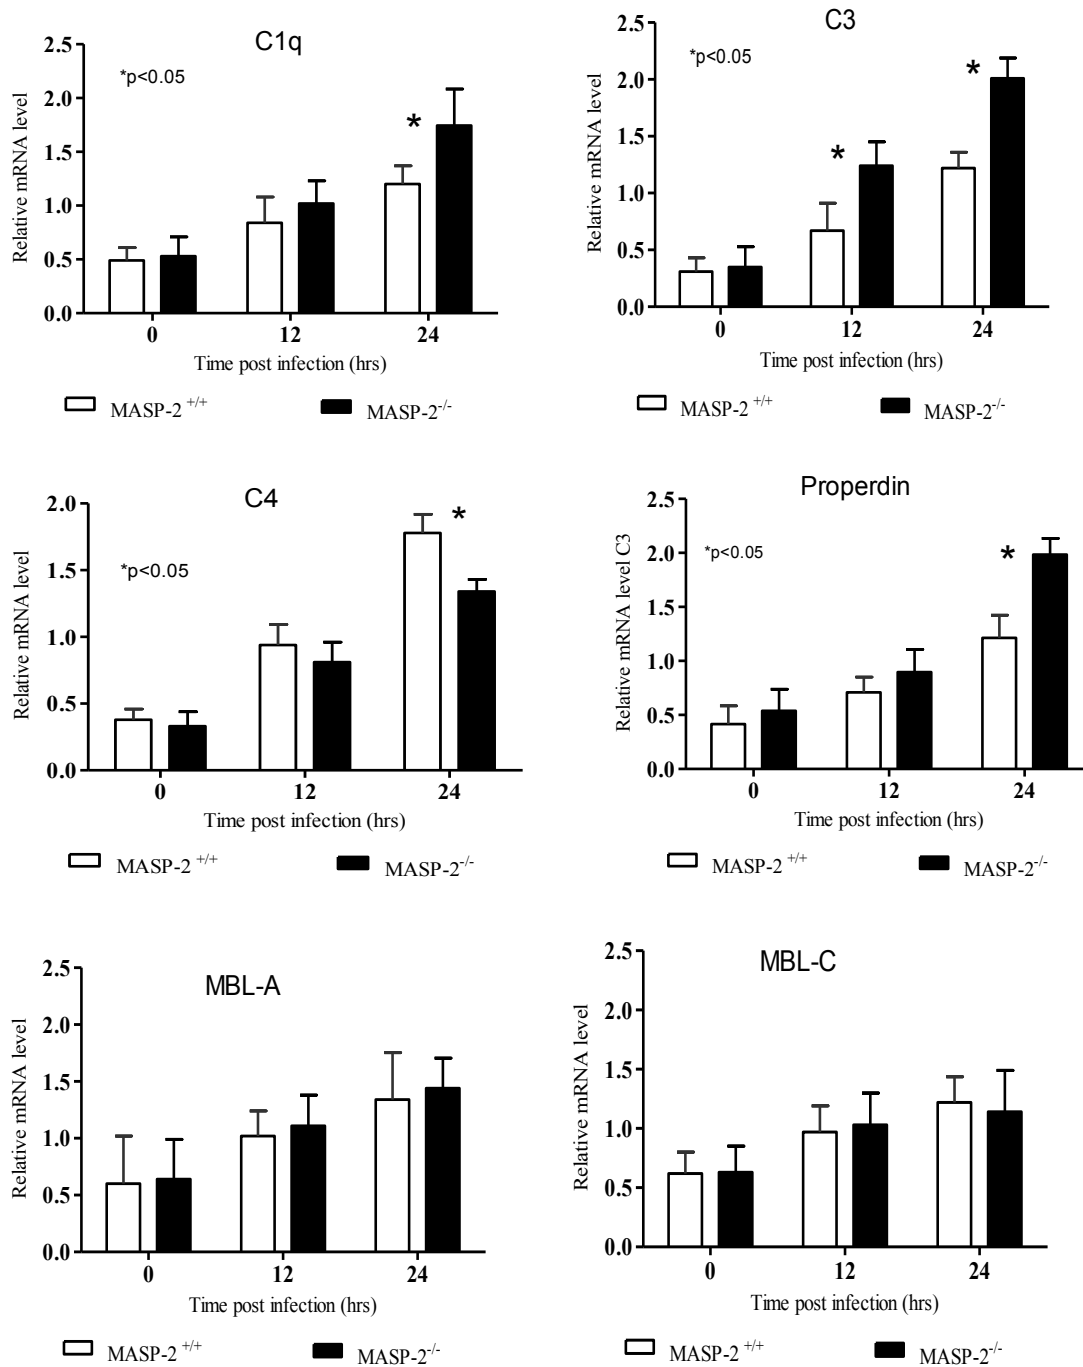 C1q
Relative mRNA level
2.5
2.0
1.5
1.0
0.5
0.0
*p<0.05
*
0 12 24
Time post infection (hrs)
MASP-2 +/+ MASP-2-/-
C3
Relative mRNA level
2.5
2.0
1.5
1.0
0.5
0.0
*p<0.05
*
*
0 12 24
Time post infection (hrs)
MASP-2 +/+ MASP-2-/-
C4
Relative mRNA level
2.0
1.5
1.0
0.5
0.0
*p<0.05
*
0 12 24
Time post infection (hrs)
MASP-2 +/+ MASP-2-/-
Properdin
Relative mRNA level C3
2.5
2.0
1.5
1.0
0.5
0.0
*p<0.05
*
0 12 24
Time post infection (hrs)
MASP-2 +/+ MASP-2-/-
MBL-A
Relative mRNA level
2.5
2.0
1.5
1.0
0.5
0.0
0 12 24
Time post infection (hrs)
MASP-2 +/+ MASP-2-/-
MBL-C
Relative mRNA level
2.5
2.0
1.5
1.0
0.5
0.0
0 12 24
Time post infection (hrs)
MASP-2 +/+ MASP-2-/-